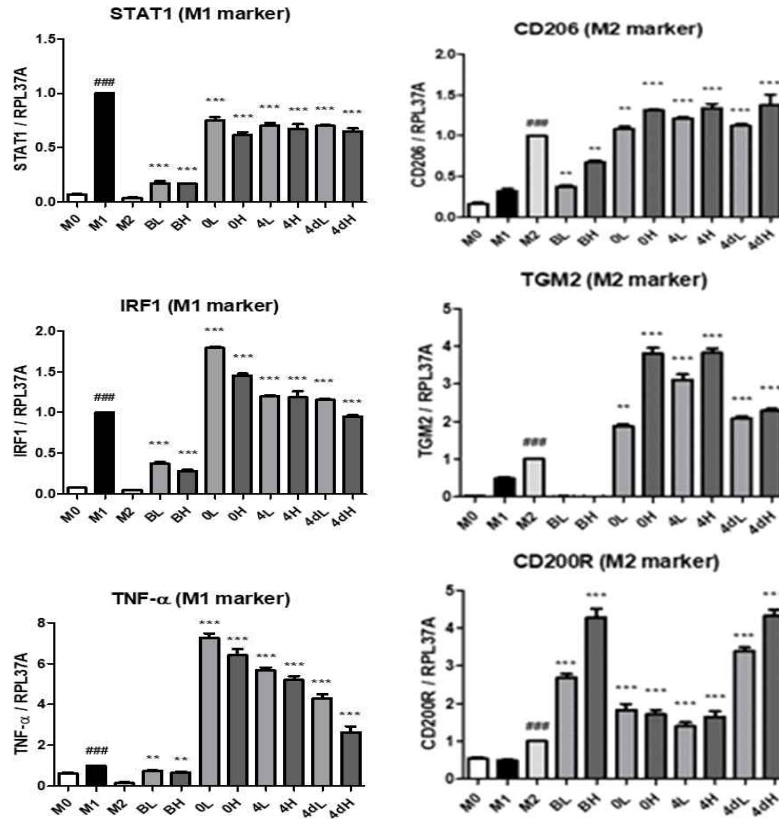 STAT1 (M1 marker)
STAT1 / RPL37A
1.5
1.0
0.5
0.0
###
*** *** *** *** *** *** *** ***
M0 M1 M2 BL BH 0L 0H 4L 4H 4dL 4dH
CD206 (M2 marker)
CD206 / RPL37A
2.0
1.5
1.0
0.5
0.0
###
** ** ** *** *** *** *** ***
M0 M1 M2 BL BH 0L 0H 4L 4H 4dL 4dH
IRF1 (M1 marker)
IRF1 / RPL37A
2.0
1.5
1.0
0.5
0.0
###
*** *** *** *** *** *** *** ***
M0 M1 M2 BL BH 0L 0H 4L 4H 4dL 4dH
TGM2 (M2 marker)
TGM2 / RPL37A
5
4
3
2
1
0
###
** *** *** *** *** ***
M0 M1 M2 BL BH 0L 0H 4L 4H 4dL 4dH
TNF-α (M1 marker)
TNF-α / RPL37A
8
6
4
2
0
###
** ** *** *** *** *** *** ***
M0 M1 M2 BL BH 0L 0H 4L 4H 4dL 4dH
CD200R (M2 marker)
CD200R / RPL37A
5
4
3
2
1
0
###
*** *** *** *** *** *** *** ***
M0 M1 M2 BL BH 0L 0H 4L 4H 4dL 4dH